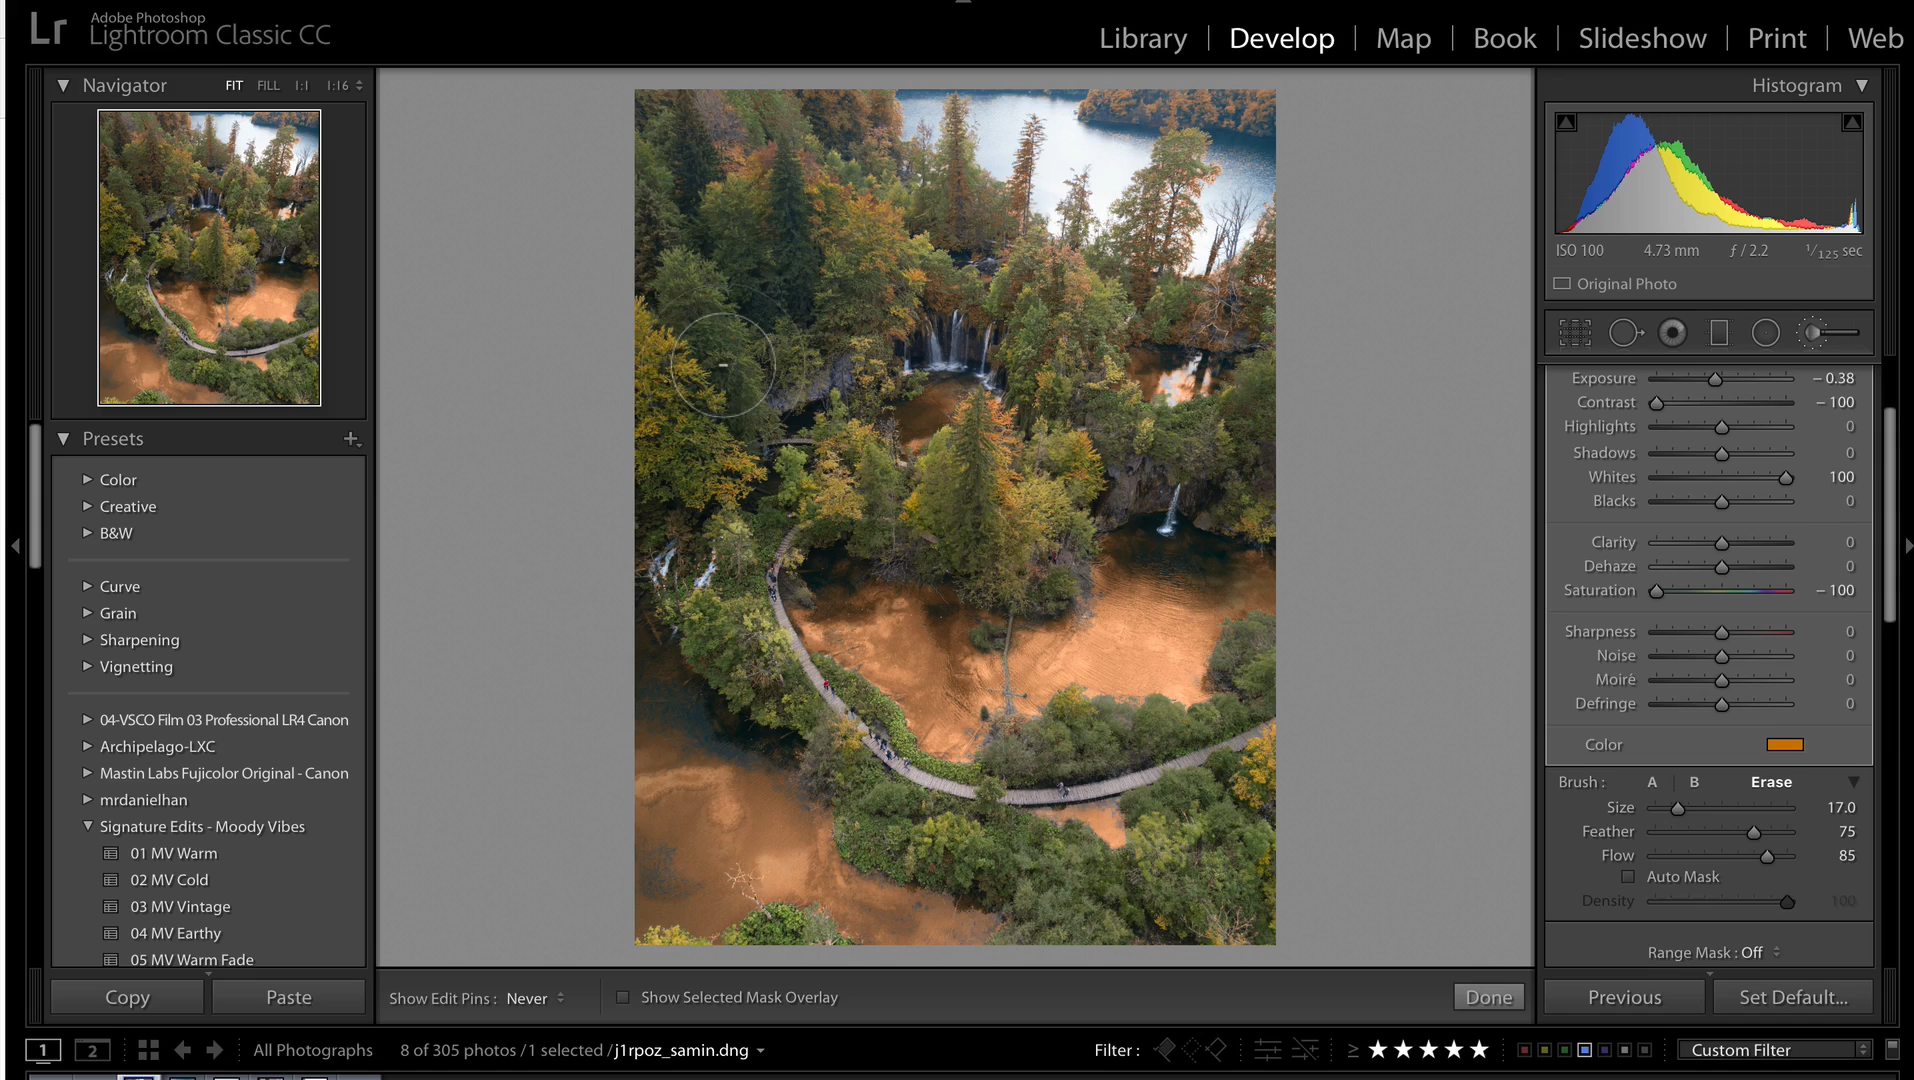 Lr Adobe Photoshop
Lightroom Classic CC
Library | Develop | Map | Book | Slideshow | Print | Web
Navigator FIT FILL 1:1 1:16
Presets +
Color
Creative
B&W
Curve
Grain
Sharpening
Vignetting
04-VSCO Film 03 Professional LR4 Canon
Archipelago-LXC
Mastin Labs Fujicolor Original - Canon
mrdanielhan
Signature Edits - Moody Vibes
01 MV Warm
02 MV Cold
03 MV Vintage
04 MV Earthy
05 MV Warm Fade
Copy Paste
Show Edit Pins : Never
Show Selected Mask Overlay
Done
Histogram
ISO 100 4.73 mm ƒ / 2.2 1/125 sec
Original Photo
Exposure – 0.38
Contrast – 100
Highlights 0
Shadows 0
Whites 100
Blacks 0
Clarity 0
Dehaze 0
Saturation – 100
Sharpness 0
Noise 0
Moiré 0
Defringe 0
Color
Brush : A | B Erase
Size 17.0
Feather 75
Flow 85
Auto Mask
Density 100
Range Mask : Off
Previous Set Default...
1 2 All Photographs 8 of 305 photos / 1 selected / j1rpoz_samin.dng
Filter : ≥ ★★★★★ Custom Filter